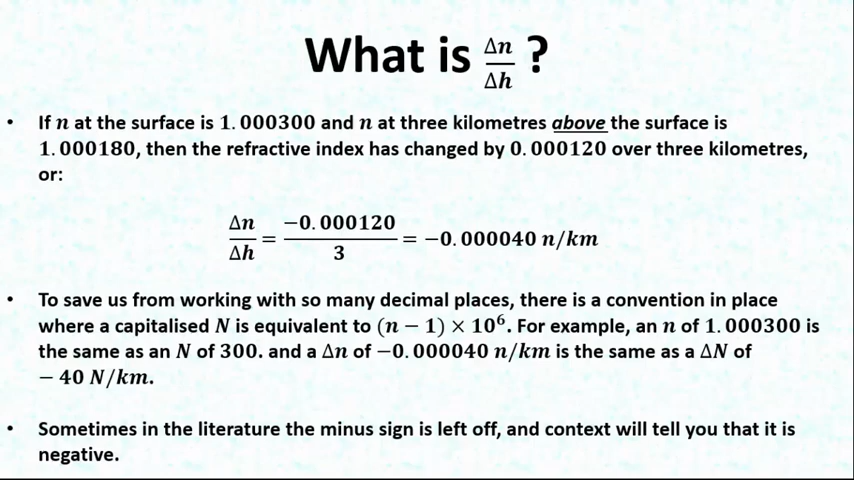 What is Δn/Δh ?
• If n at the surface is 1.000300 and n at three kilometres above the surface is
1.000180, then the refractive index has changed by 0.000120 over three kilometres,
or:
Δn/Δh = −0.000120/3 = −0.000040 n/km
• To save us from working with so many decimal places, there is a convention in place
where a capitalised N is equivalent to (n − 1) × 10⁶. For example, an n of 1.000300 is
the same as an N of 300. and a Δn of −0.000040 n/km is the same as a ΔN of
− 40 N/km.
• Sometimes in the literature the minus sign is left off, and context will tell you that it is
negative.